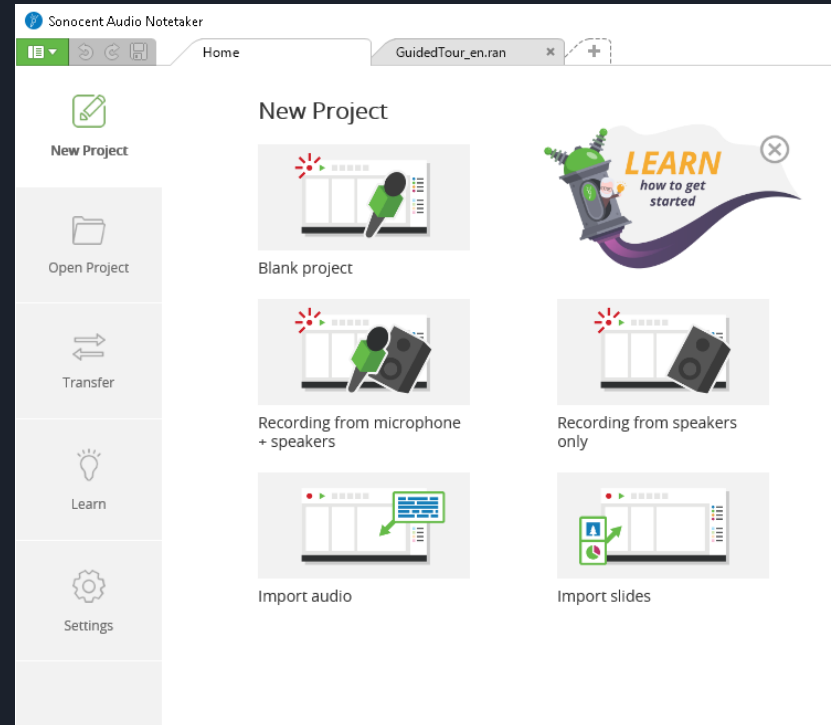 Sonocent Audio Notetaker
Home
GuidedTour_en.ran
New Project
Open Project
Transfer
Learn
Settings
New Project
LEARN
how to get
started
Blank project
Recording from microphone
+ speakers
Recording from speakers
only
Import audio
Import slides